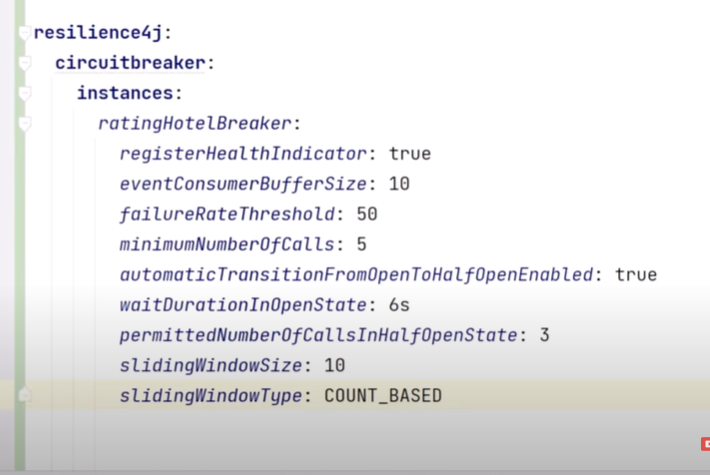 resilience4j:
circuitbreaker:
instances:
ratingHotelBreaker:
registerHealthIndicator: true
eventConsumerBufferSize: 10
failureRateThreshold: 50
minimumNumberOfCalls: 5
automaticTransitionFromOpenToHalfOpenEnabled: true
waitDurationInOpenState: 6s
permittedNumberOfCallsInHalfOpenState: 3
slidingWindowSize: 10
slidingWindowType: COUNT_BASED